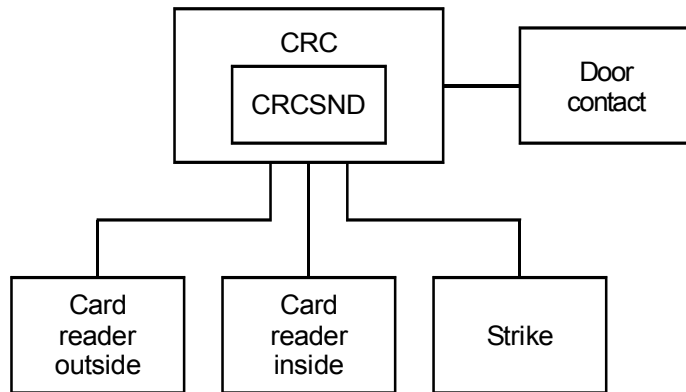 CRC
CRCSND
Door
contact
Card
reader
outside
Card
reader
inside
Strike